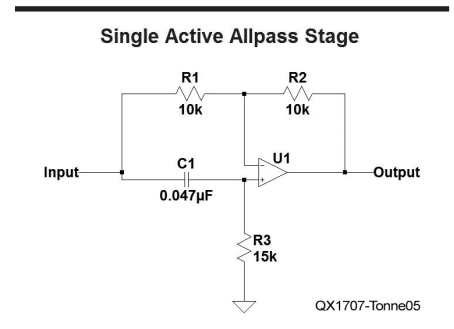 Single Active Allpass Stage
R1
10k
R2
10k
U1
Input
C1
0.047µF
−
+
Output
R3
15k
QX1707-Tonne05